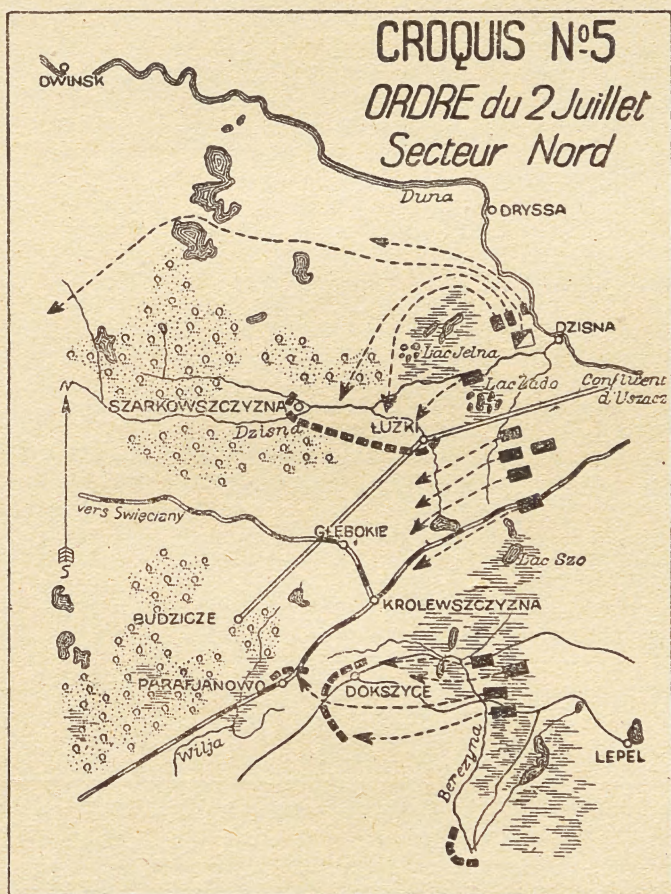 CROQUIS Nº5
ORDRE du 2 Juillet
Secteur Nord
DWINSK
Duna
DRYSSA
DZISNA
Lac Jelna
Lac Zado
Confluent
d'Uszacz
SZARKOWSZCZYZNA
ŁUZKI
Dzisna
N
vers Swięciany
GŁEBOKIE
Lac Szo
S
KROLEWSZCZYZNA
BUDZICZE
PARAFJANOWO
DOKSZYCE
Wilja
Berezyna
LEPEL